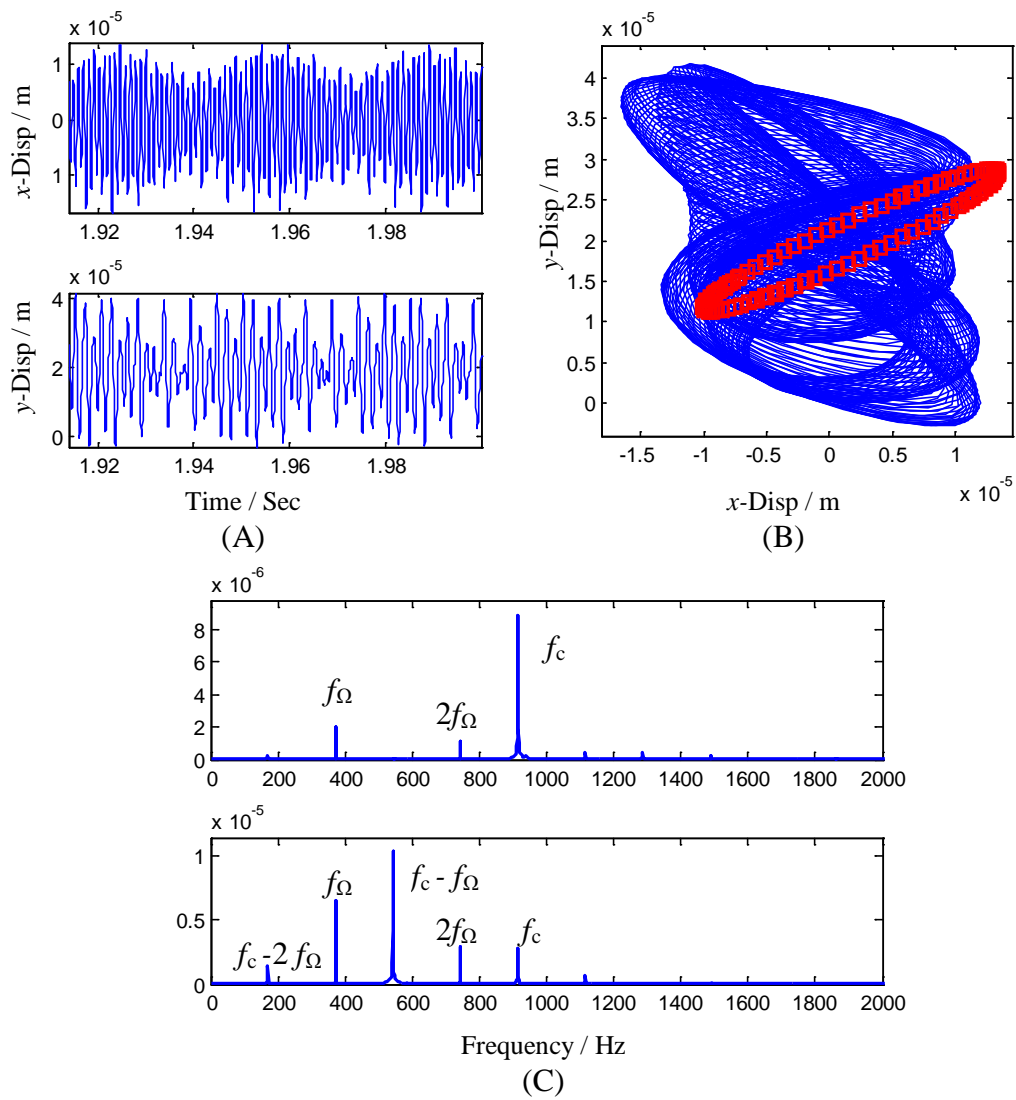 x 10-5
1
0
1
x-Disp / m
1.92 1.94 1.96 1.98
x 10-5
4
2
0
y-Disp / m
1.92 1.94 1.96 1.98
Time / Sec
(A)
x 10-5
4
3.5
3
2.5
2
1.5
1
0.5
0
y-Disp / m
-1.5 -1 -0.5 0 0.5 1
x 10-5
x-Disp / m
(B)
x 10-6
8
6
4
2
0
fΩ
2fΩ
fc
0 200 400 600 800 1000 1200 1400 1600 1800 2000
x 10-5
1
0.5
0
fc -2 fΩ
fΩ
fc - fΩ
2fΩ
fc
0 200 400 600 800 1000 1200 1400 1600 1800 2000
Frequency / Hz
(C)